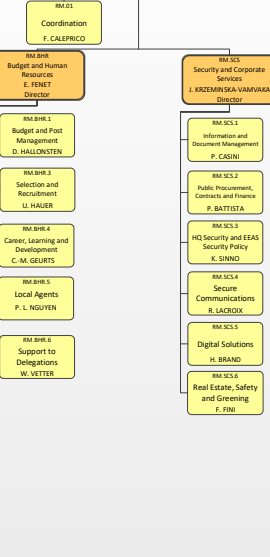 RM.01
Coordination
F. CALEPRICO
RM.BHR
Budget and Human
Resources
E. FENET
Director
RM.BHR.1
Budget and Post
Management
D. HALLONSTEN
RM.BHR.3
Selection and
Recruitment
U. HAUER
RM.BHR.4
Career, Learning and
Development
C.-M. GEURTS
RM.BHR.5
Local Agents
P. L. NGUYEN
RM.BHR.6
Support to
Delegations
W. VETTER
RM.SCS
Security and Corporate
Services
J. KRZEMINSKA-VAMVAKA
Director
RM.SCS.1
Information and
Document Management
P. CASINI
RM.SCS.2
Public Procurement,
Contracts and Finance
P. BATTISTA
RM.SCS.3
HQ Security and EEAS
Security Policy
K. SINNO
RM.SCS.4
Secure
Communications
R. LACROIX
RM.SCS.5
Digital Solutions
H. BRAND
RM.SCS.6
Real Estate, Safety
and Greening
F. FINI